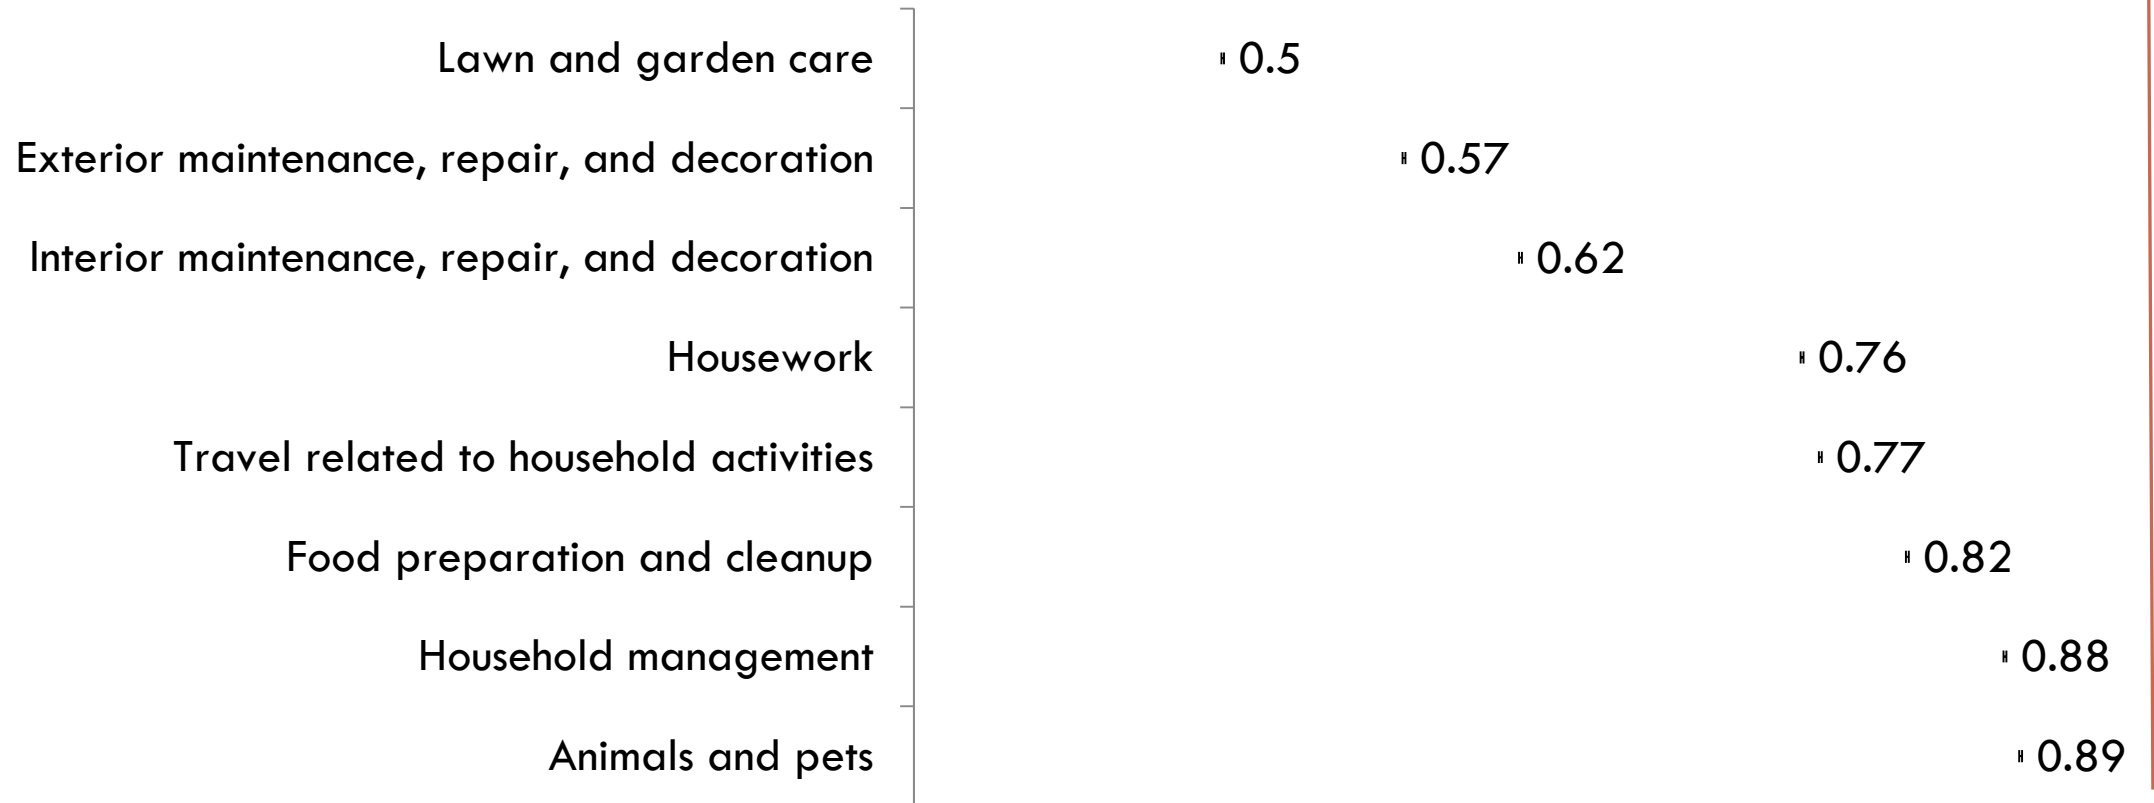 Lawn and garden care 0.5
Exterior maintenance, repair, and decoration 0.57
Interior maintenance, repair, and decoration 0.62
Housework 0.76
Travel related to household activities 0.77
Food preparation and cleanup 0.82
Household management 0.88
Animals and pets 0.89